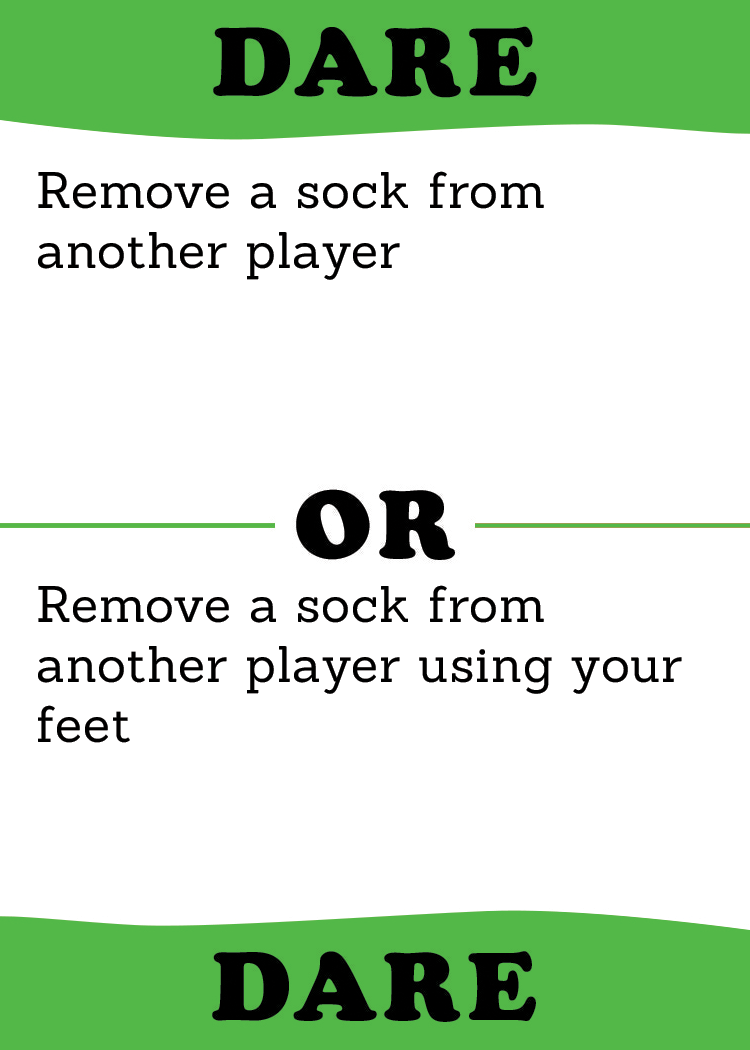 DARE
Remove a sock from
another player
OR
Remove a sock from
another player using your
feet
DARE